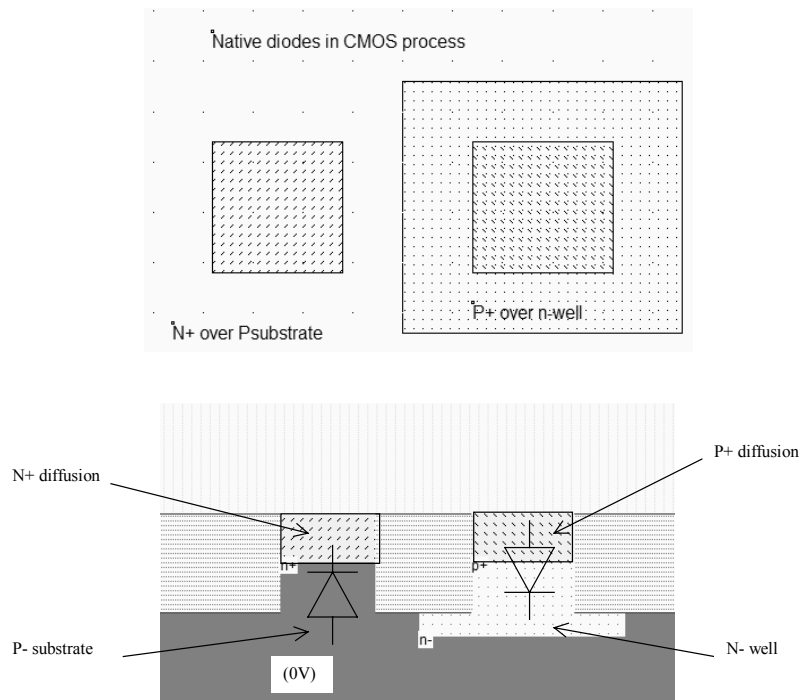 Native diodes in CMOS process
N+ over Psubstrate
P+ over n-well
N+ diffusion
P+ diffusion
n+
p+
P- substrate
n-
N- well
(0V)